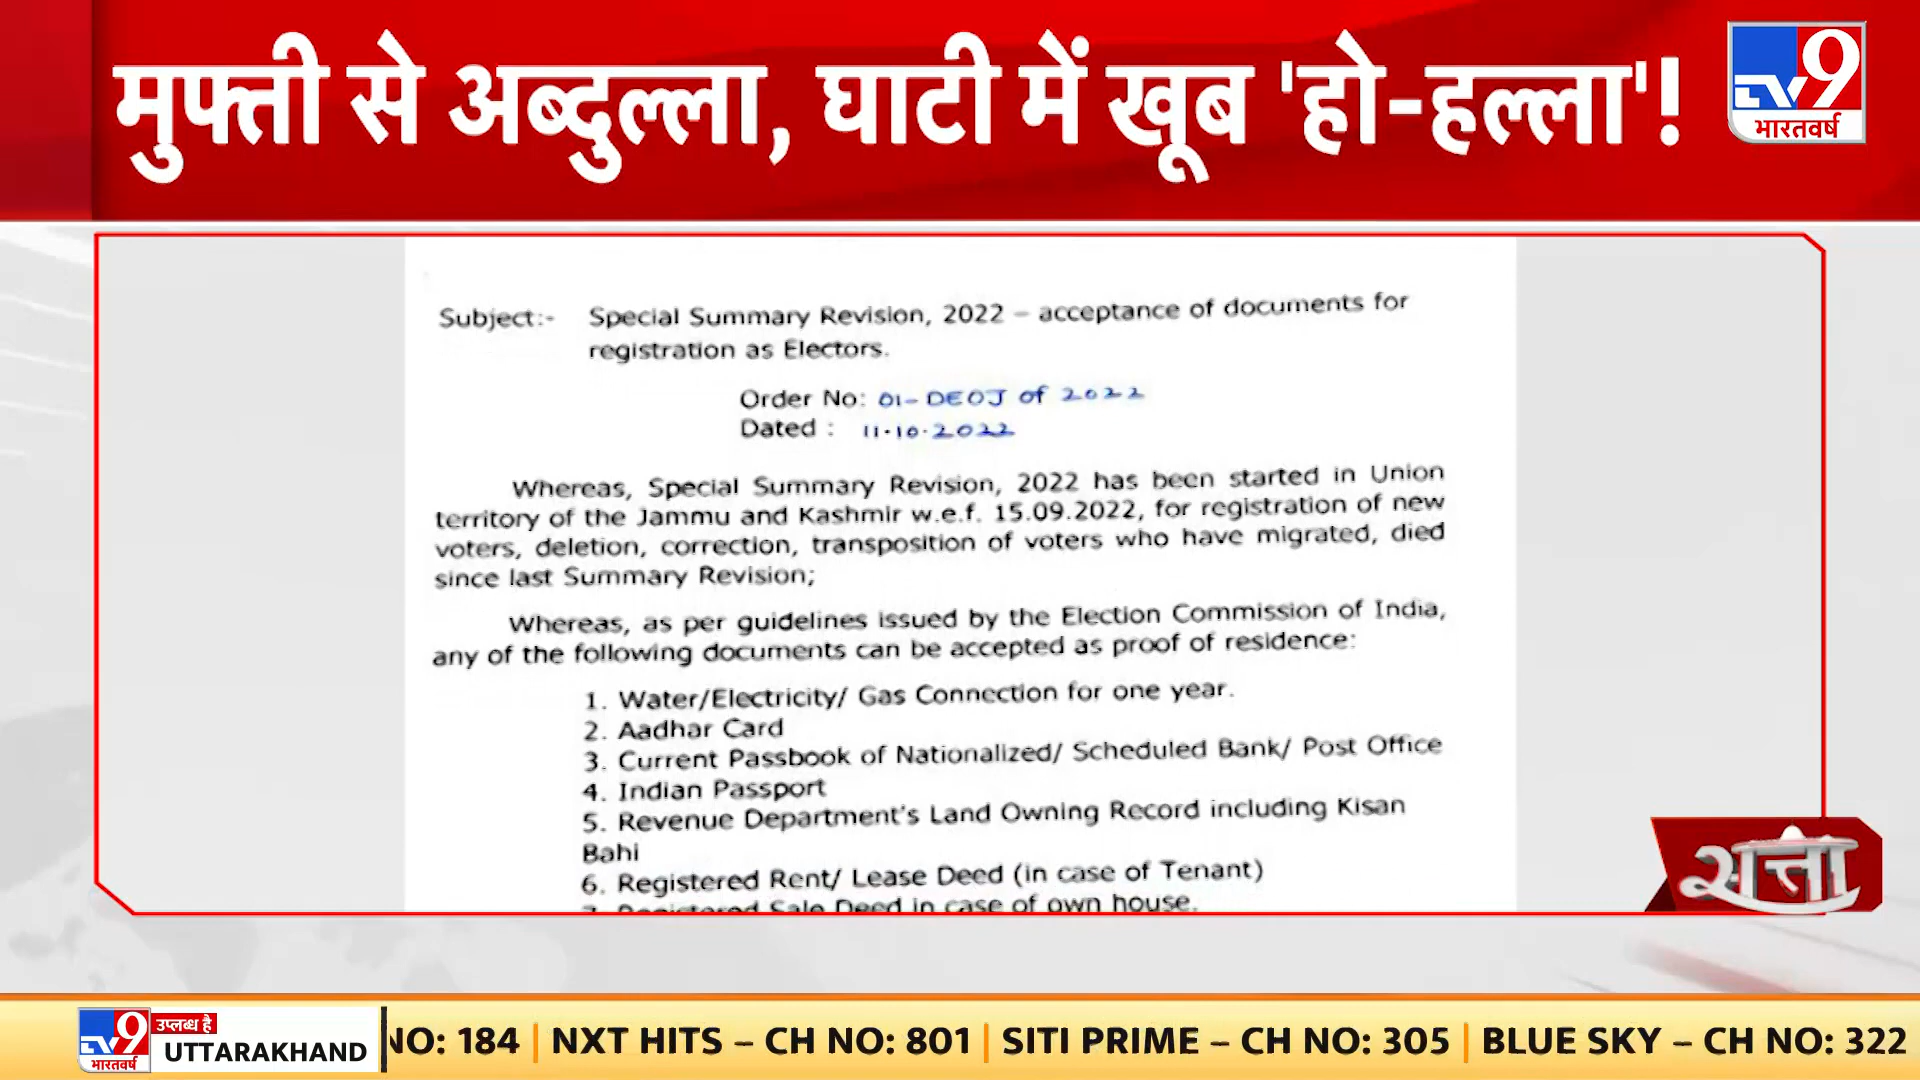 मुफ्ती से अब्दुल्ला, घाटी में खूब 'हो-हल्ला'!
TV9
भारतवर्ष
Subject:- Special Summary Revision, 2022 – acceptance of documents for
registration as Electors.
Order No: 01-DEOJ of 2022
Dated : 11.10.2022
Whereas, Special Summary Revision, 2022 has been started in Union
territory of the Jammu and Kashmir w.e.f. 15.09.2022, for registration of new
voters, deletion, correction, transposition of voters who have migrated, died
since last Summary Revision;
Whereas, as per guidelines issued by the Election Commission of India,
any of the following documents can be accepted as proof of residence:
1. Water/Electricity/ Gas Connection for one year.
2. Aadhar Card
3. Current Passbook of Nationalized/ Scheduled Bank/ Post Office
4. Indian Passport
5. Revenue Department's Land Owning Record including Kisan
Bahi
6. Registered Rent/ Lease Deed (in case of Tenant)
7. Registered Sale Deed in case of own house.
सत्ता
TV9
भारतवर्ष
उप्लब्ध है
UTTARAKHAND
NO: 184 | NXT HITS – CH NO: 801 | SITI PRIME – CH NO: 305 | BLUE SKY – CH NO: 322